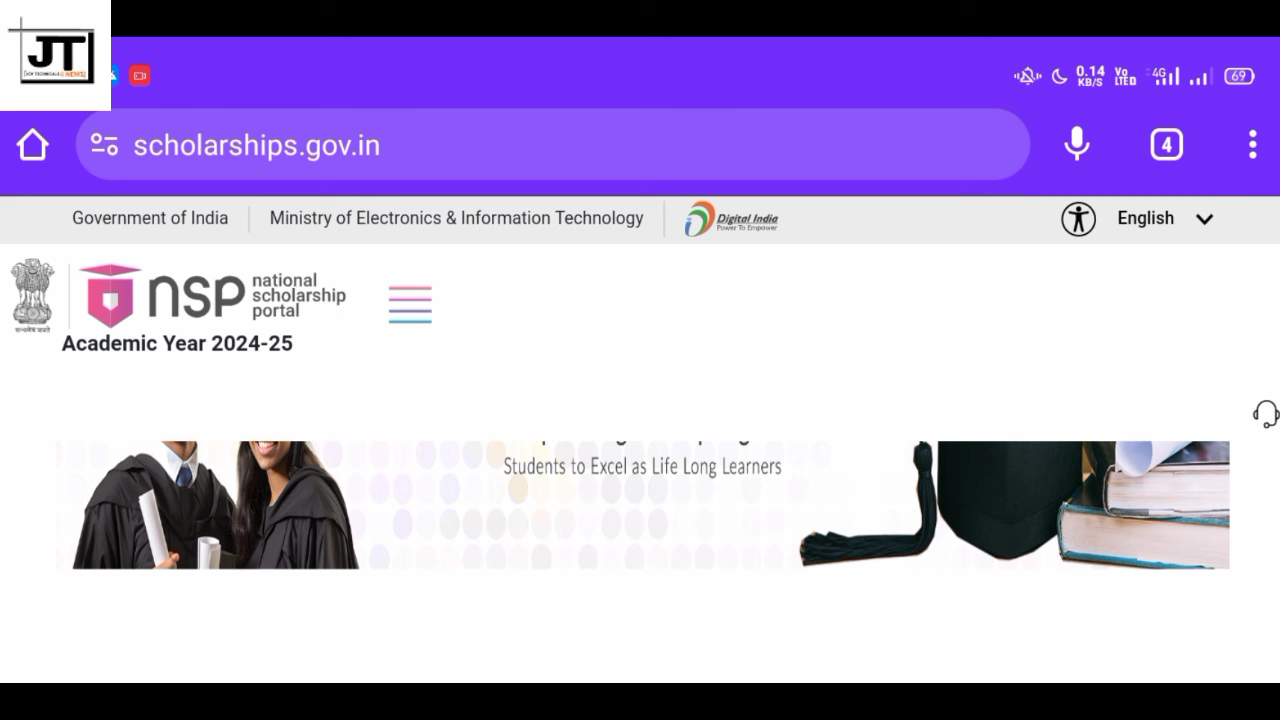 JT
0.14
KB/S
Vo
LTE
4G
69
scholarships.gov.in
4
Government of India
Ministry of Electronics & Information Technology
Digital India
Power To Empower
English
nsp
national
scholarship
portal
Academic Year 2024-25
Students to Excel as Life Long Learners